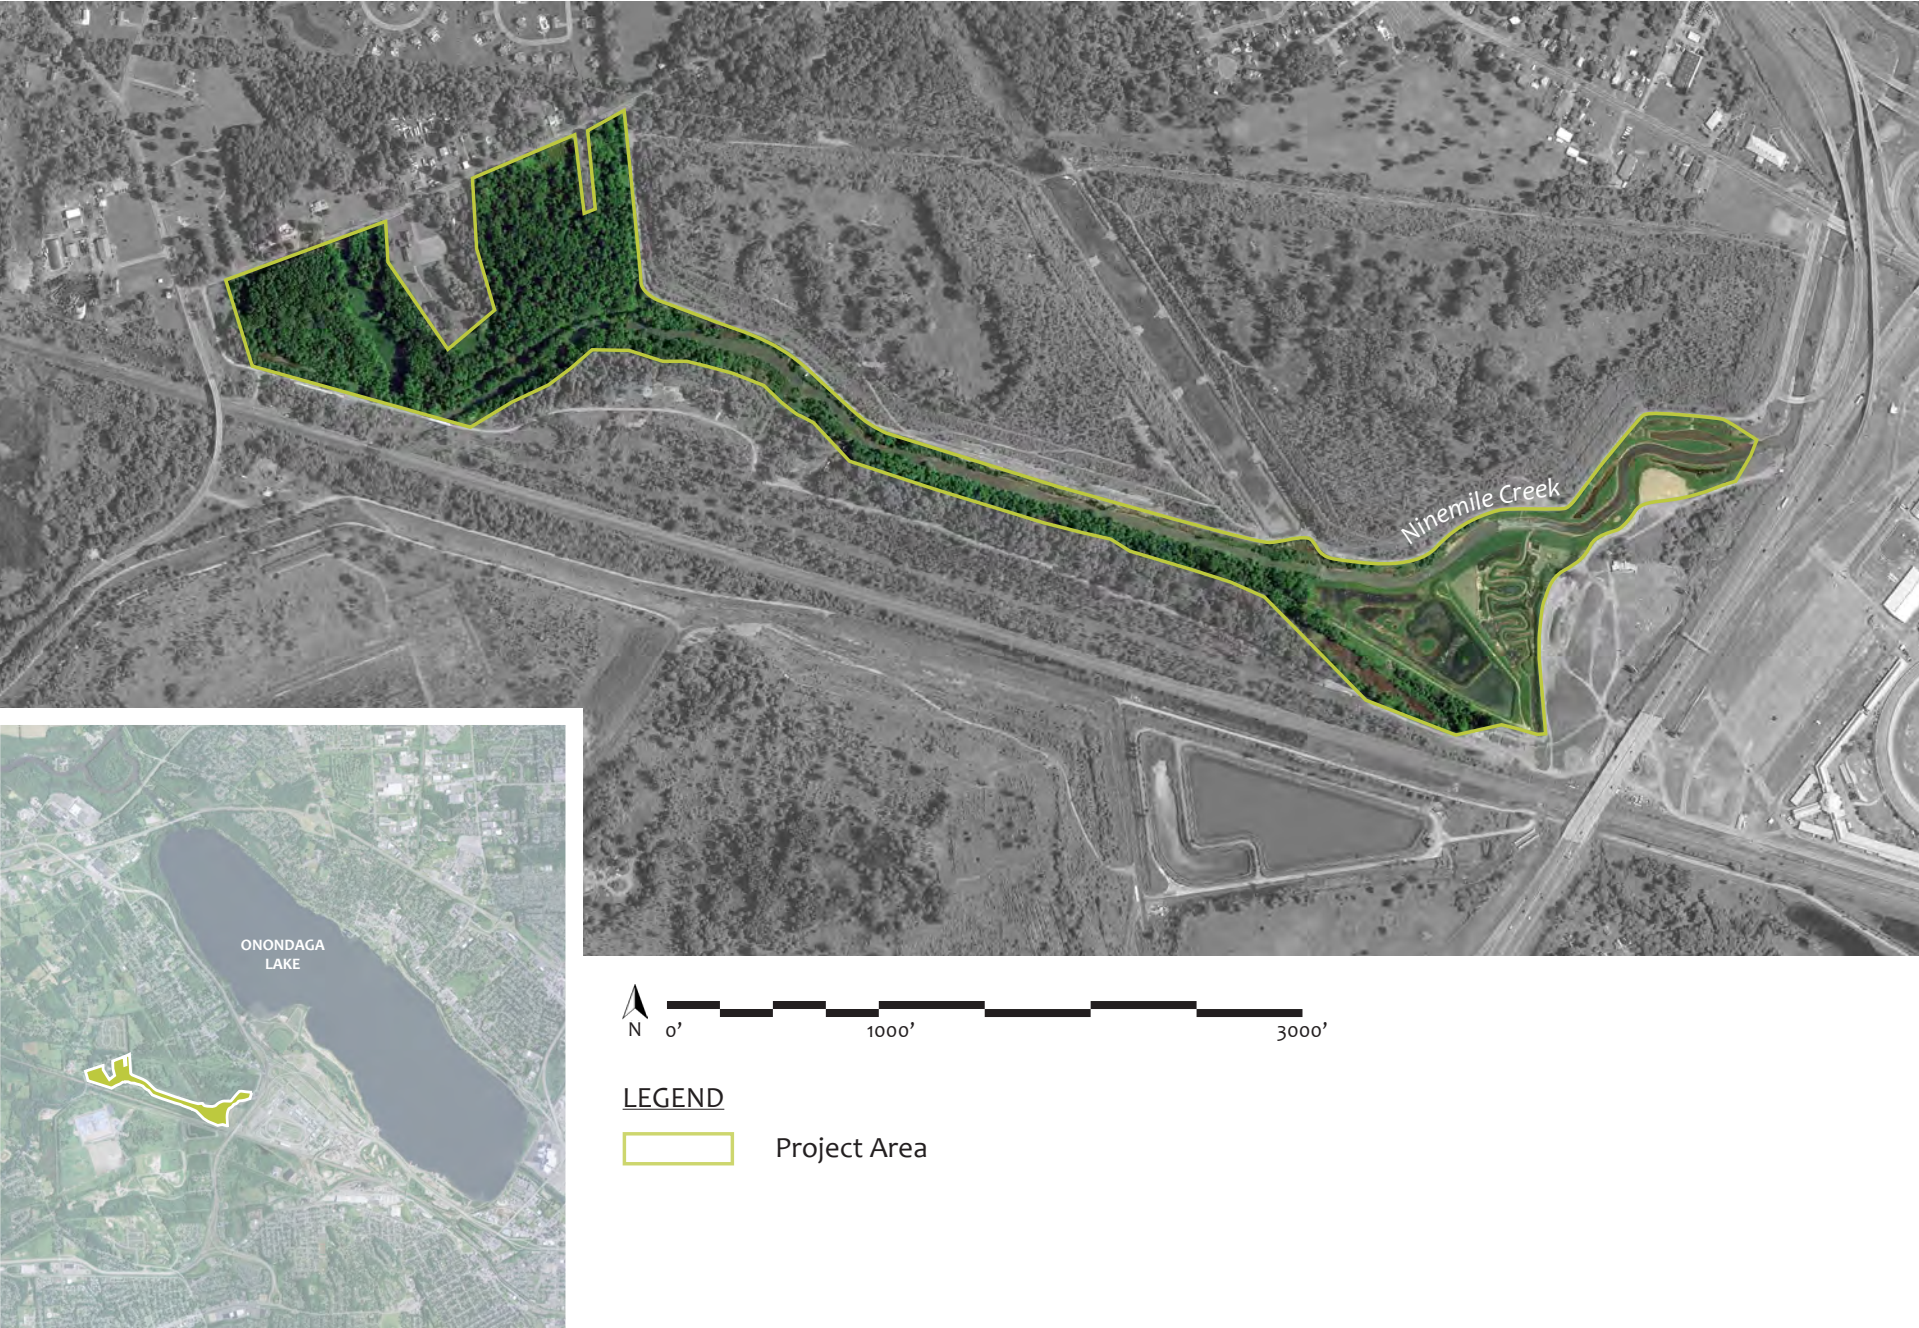 Ninemile Creek
ONONDAGA
LAKE
N
0’ 1000’ 3000’
LEGEND
Project Area